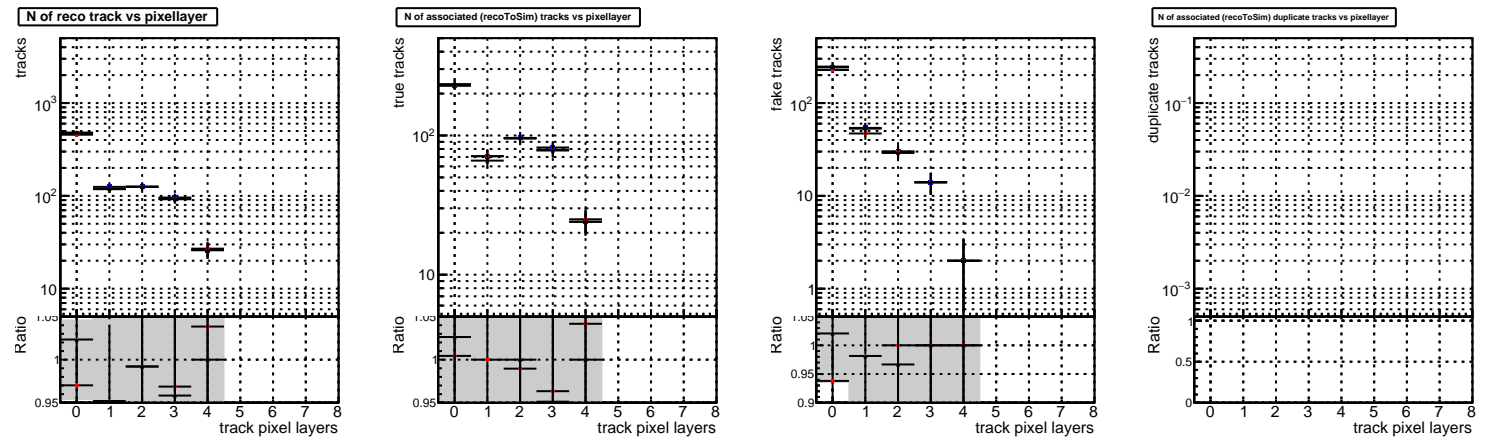 N of reco track vs pixellayer
tracks
10³
10²
10
Ratio
1.05
1
0.95
0 1 2 3 4 5 6 7 8
track pixel layers
N of associated (recoToSim) tracks vs pixellayer
true tracks
10²
10
Ratio
1.05
1
0.95
0 1 2 3 4 5 6 7 8
track pixel layers
fake tracks
10²
10
1
Ratio
1.05
1
0.95
0.9
0 1 2 3 4 5 6 7 8
track pixel layers
N of associated (recoToSim) duplicate tracks vs pixellayer
duplicate tracks
10⁻¹
10⁻²
10⁻³
Ratio
1
0.5
0
0 1 2 3 4 5 6 7 8
track pixel layers